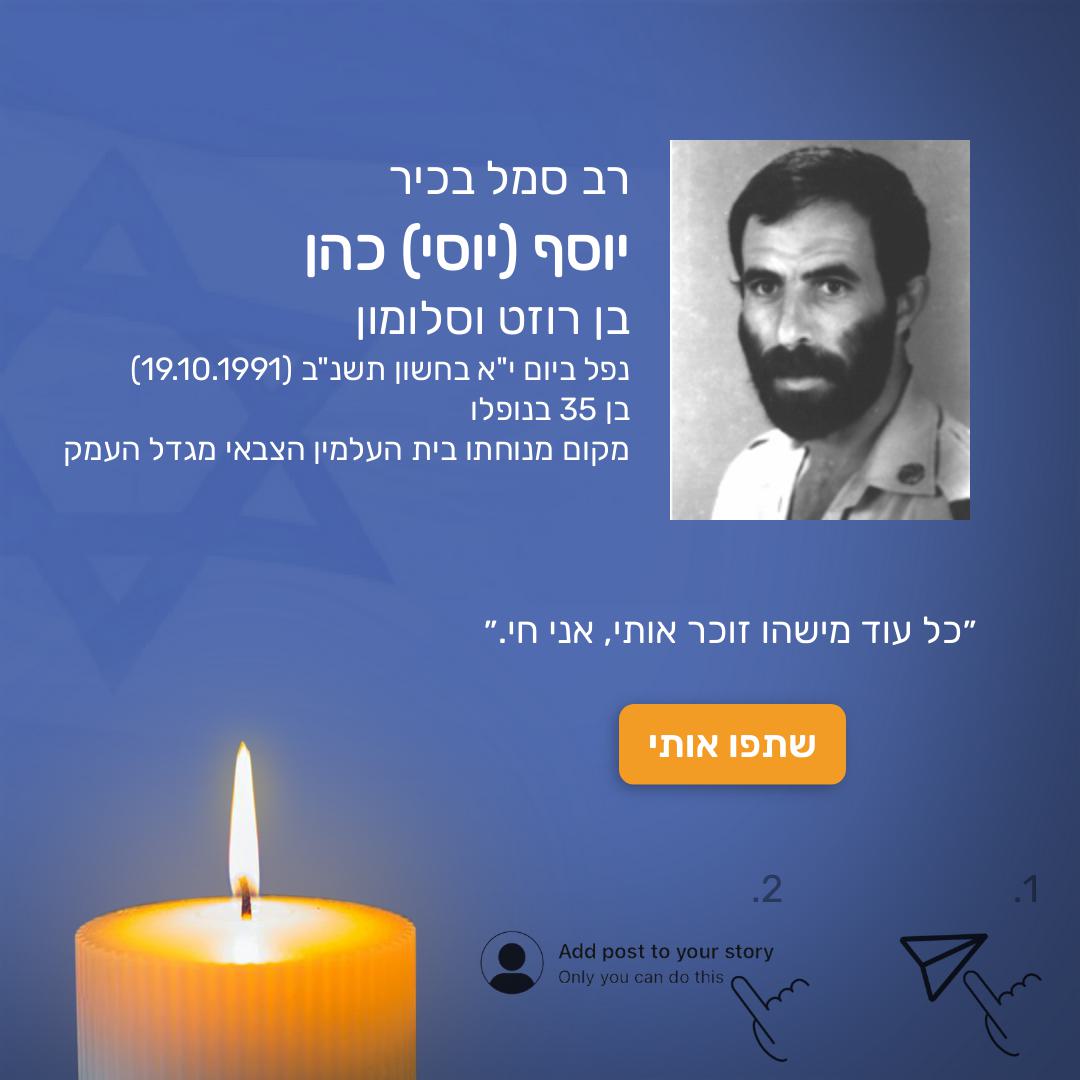 רב סמל בכיר
יוסף (יוסי) כהן
בן רוזט וסלומון
נפל ביום י"א בחשון תשנ"ב (19.10.1991)
בן 35 בנופלו
מקום מנוחתו בית העלמין הצבאי מגדל העמק
״כל עוד מישהו זוכר אותי, אני חי.״
שתפו אותי
.1
.2
Add post to your story
Only you can do this